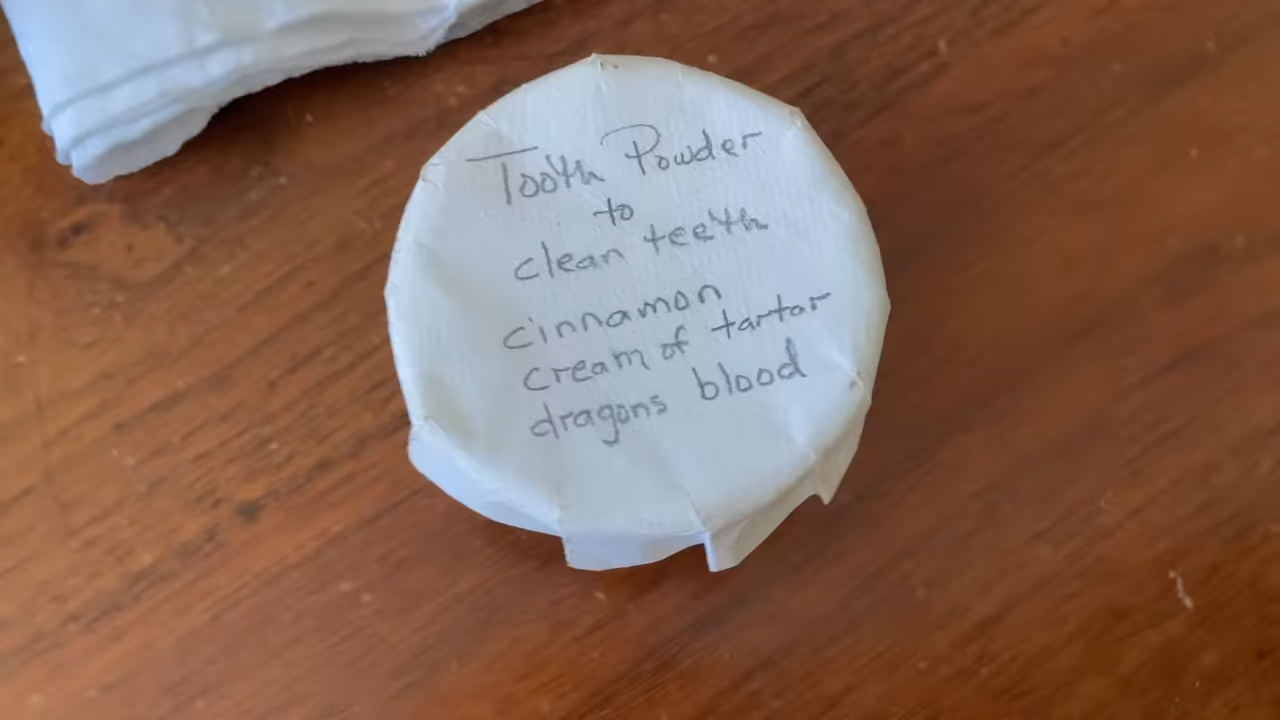 Tooth Powder
to
clean teeth
cinnamon
cream of tartar
dragons blood